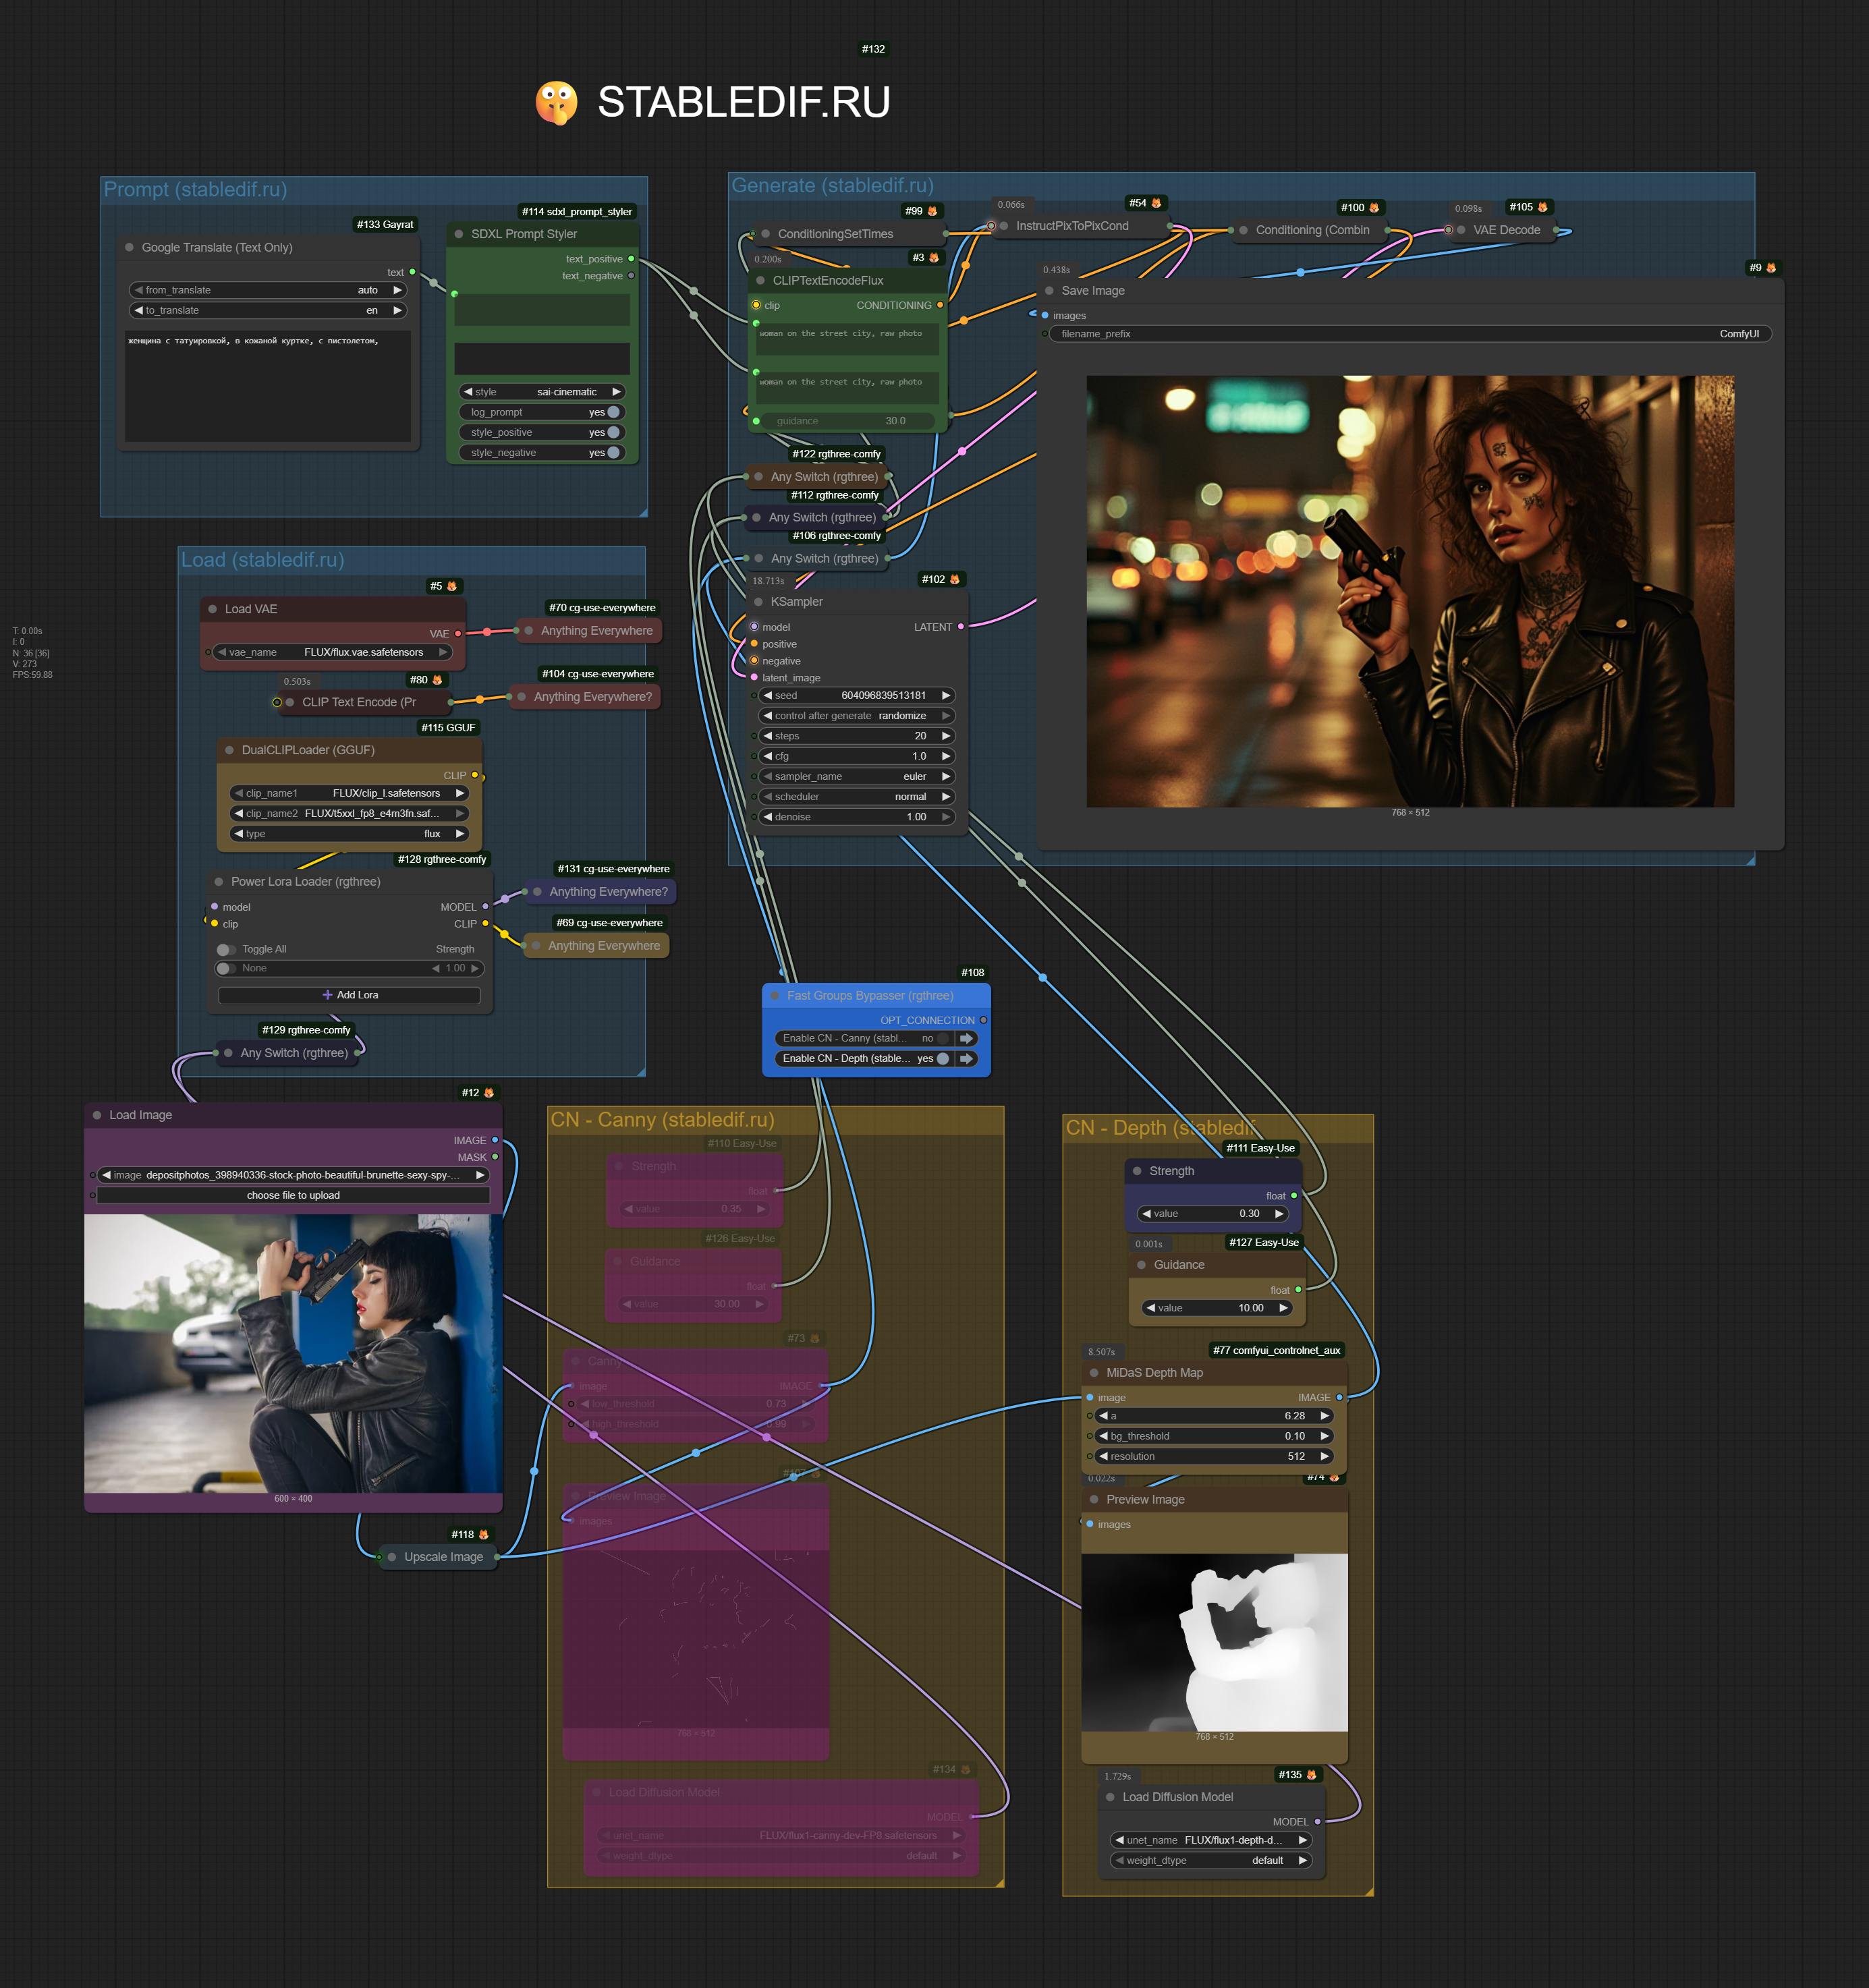 #132
🤫 STABLEDIF.RU
Prompt (stabledif.ru)
#133 Gayrat
Google Translate (Text Only)
text
from_translate auto
to_translate en
женщина с татуировкой, в кожаной куртке, с пистолетом,
#114 sdxl_prompt_styler
SDXL Prompt Styler
text_positive
text_negative
style sai-cinematic
log_prompt yes
style_positive yes
style_negative yes
Generate (stabledif.ru)
#99
ConditioningSetTimes
0.066s
#54
InstructPixToPixCond
#100
Conditioning (Combin
0.098s
#105
VAE Decode
0.200s
#3
CLIPTextEncodeFlux
clip CONDITIONING
woman on the street city, raw photo
woman on the street city, raw photo
guidance 30.0
#122 rgthree-comfy
Any Switch (rgthree)
#112 rgthree-comfy
Any Switch (rgthree)
#106 rgthree-comfy
Any Switch (rgthree)
18.713s
#102
KSampler
model LATENT
positive
negative
latent_image
seed 604096839513181
control after generate randomize
steps 20
cfg 1.0
sampler_name euler
scheduler normal
denoise 1.00
0.438s
#9
Save Image
images
filename_prefix ComfyUI
768 × 512
Load (stabledif.ru)
#5
Load VAE
VAE
vae_name FLUX/flux.vae.safetensors
#70 cg-use-everywhere
Anything Everywhere
0.503s
#80
CLIP Text Encode (Pr
#104 cg-use-everywhere
Anything Everywhere?
#115 GGUF
DualCLIPLoader (GGUF)
CLIP
clip_name1 FLUX/clip_l.safetensors
clip_name2 FLUX/t5xxl_fp8_e4m3fn.saf...
type flux
#128 rgthree-comfy
Power Lora Loader (rgthree)
model MODEL
clip CLIP
Toggle All Strength
None 1.00
+ Add Lora
#131 cg-use-everywhere
Anything Everywhere?
#69 cg-use-everywhere
Anything Everywhere
#129 rgthree-comfy
Any Switch (rgthree)
T: 0.00s
I: 0
N: 36 [36]
V: 273
FPS:59.88
#108
Fast Groups Bypasser (rgthree)
OPT_CONNECTION
Enable CN - Canny (stabl... no
Enable CN - Depth (stable... yes
#12
Load Image
IMAGE
MASK
image depositphotos_398940336-stock-photo-beautiful-brunette-sexy-spy-...
choose file to upload
600 × 400
#118
Upscale Image
CN - Canny (stabledif.ru)
#110 Easy-Use
Strength
float
value 0.35
#126 Easy-Use
Guidance
float
value 30.00
#73
Canny
image IMAGE
low_threshold 0.73
high_threshold 0.99
Preview Image
images
768 × 512
#134
Load Diffusion Model
MODEL
unet_name FLUX/flux1-canny-dev-FP8.safetensors
weight_dtype default
CN - Depth (stabledif
#111 Easy-Use
Strength
float
value 0.30
0.001s
#127 Easy-Use
Guidance
float
value 10.00
8.507s
#77 comfyui_controlnet_aux
MiDaS Depth Map
image IMAGE
a 6.28
bg_threshold 0.10
resolution 512
0.022s
#74
Preview Image
images
768 × 512
1.729s
#135
Load Diffusion Model
MODEL
unet_name FLUX/flux1-depth-d...
weight_dtype default